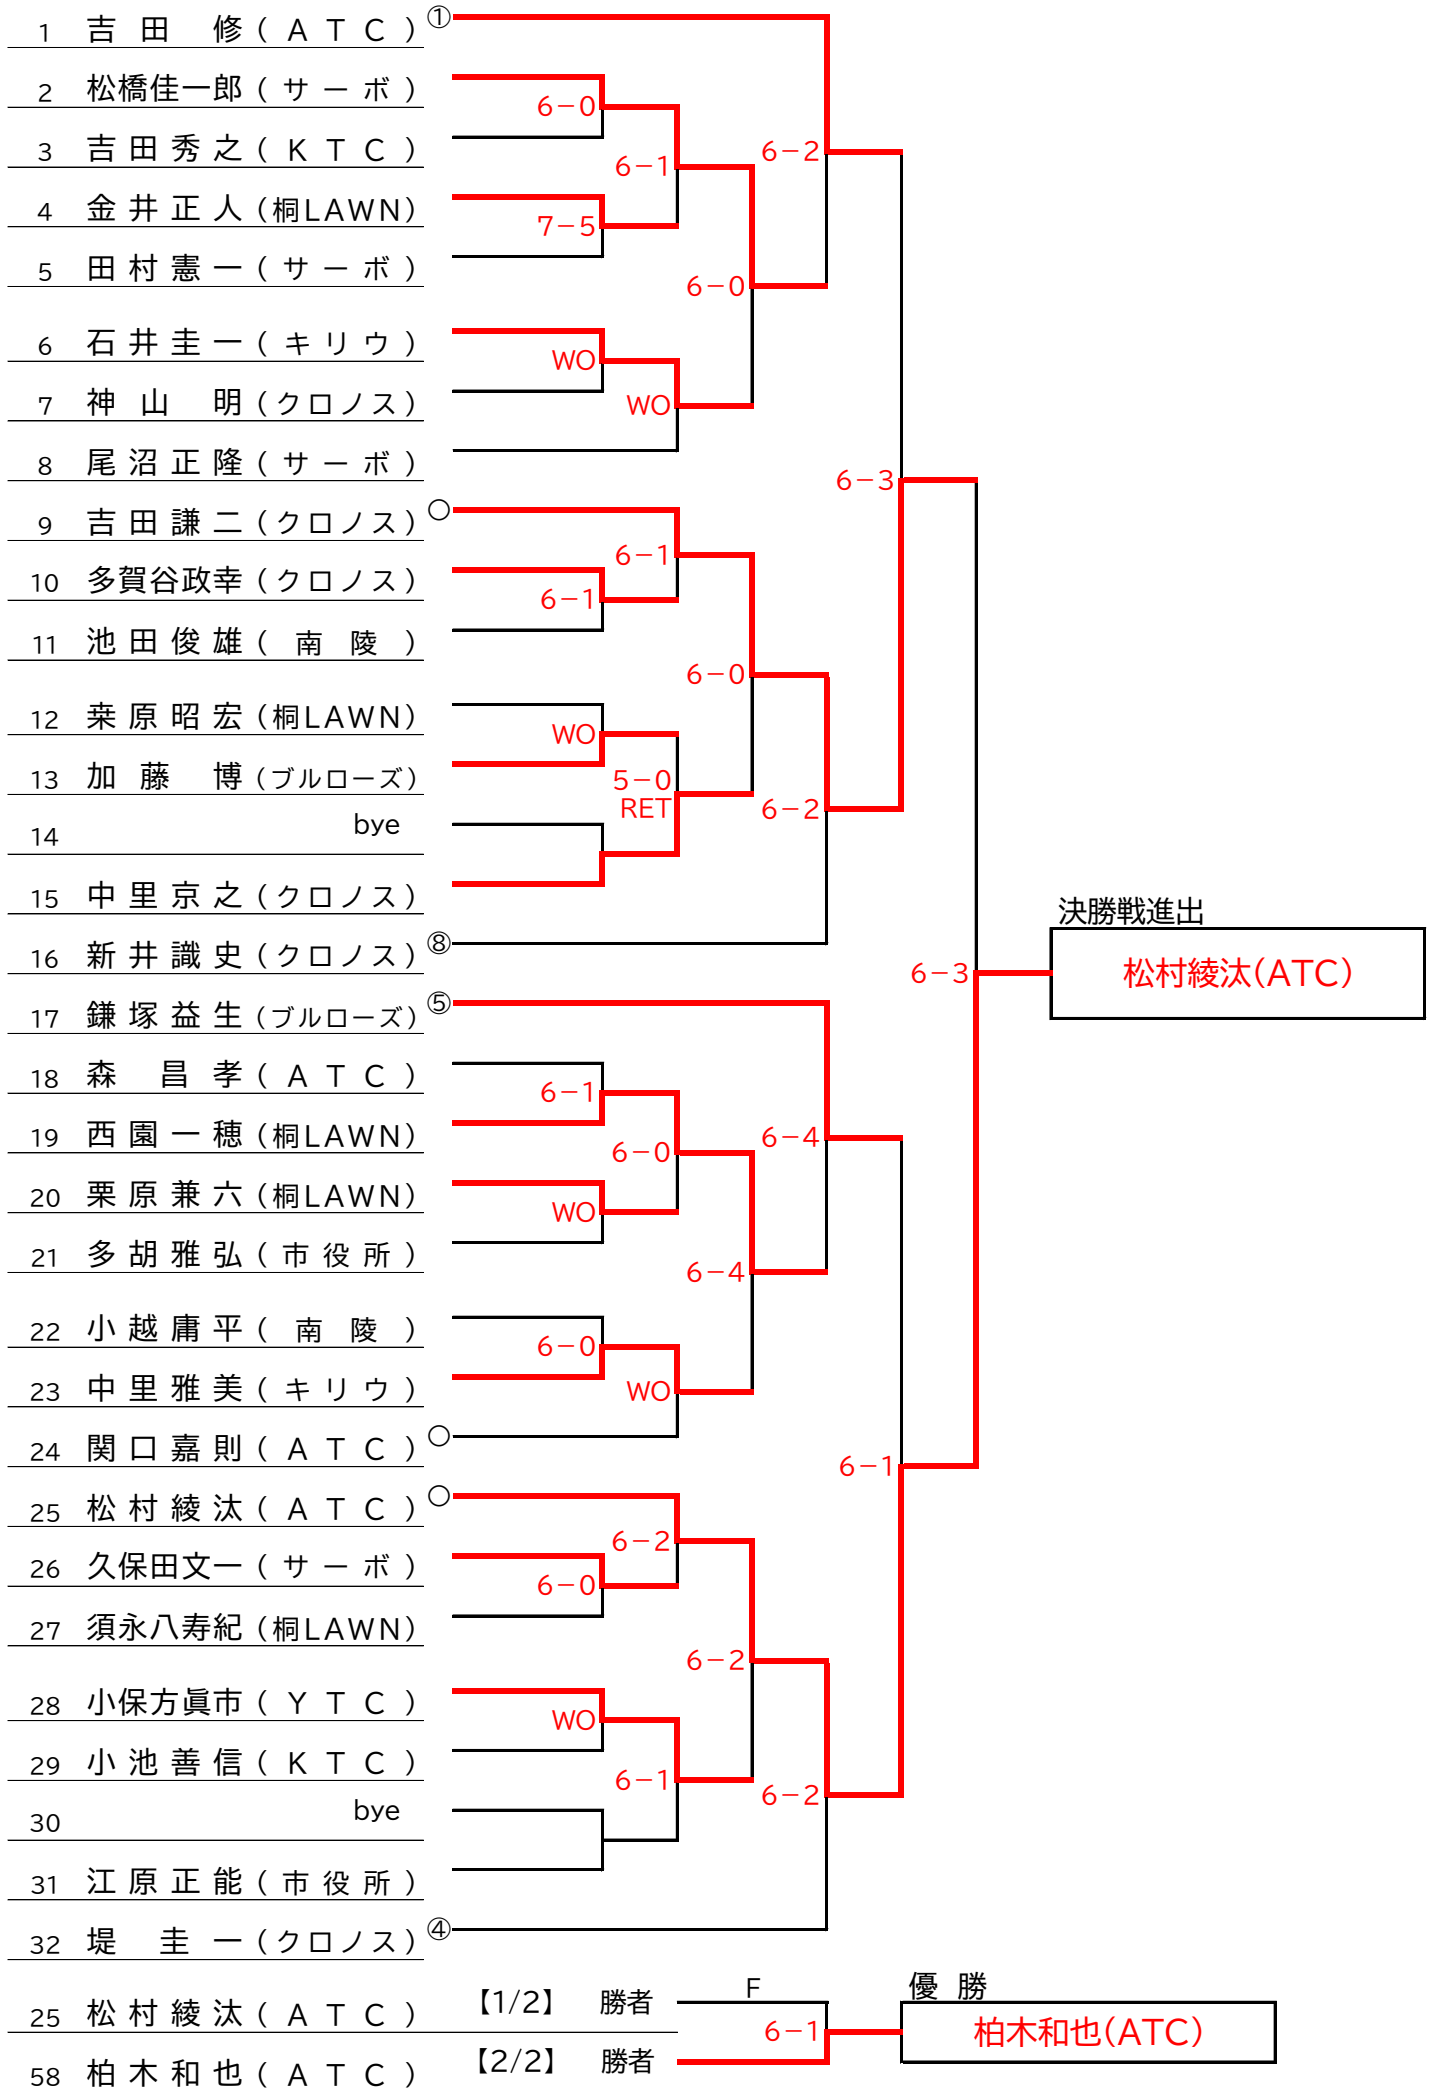 1 吉田 修(ATC) ①
2 松橋佳一郎(サーボ)
6-0
3 吉田秀之(KTC)
6-1
6-2
4 金井正人(桐LAWN)
7-5
5 田村憲一(サーボ)
6-0
6 石井圭一(キリウ)
WO
7 神山 明(クロノス)
WO
8 尾沼正隆(サーボ)
6-3
9 吉田謙二(クロノス) ○
6-1
10 多賀谷政幸(クロノス)
6-1
11 池田俊雄(南陵)
6-0
12 桒原昭宏(桐LAWN)
WO
13 加藤 博(ブルローズ)
5-0
RET
6-2
14 bye
15 中里京之(クロノス)
決勝戦進出
16 新井識史(クロノス) ⑧
6-3
松村綾汰(ATC)
17 鎌塚益生(ブルローズ) ⑤
18 森 昌孝(ATC)
6-1
19 西園一穂(桐LAWN)
6-0
6-4
20 栗原兼六(桐LAWN)
WO
21 多胡雅弘(市役所)
6-4
22 小越庸平(南陵)
6-0
23 中里雅美(キリウ)
WO
24 関口嘉則(ATC) ○
6-1
25 松村綾汰(ATC) ○
6-2
26 久保田文一(サーボ)
6-0
27 須永八寿紀(桐LAWN)
6-2
28 小保方眞市(YTC)
WO
29 小池善信(KTC)
6-1
6-2
30 bye
31 江原正能(市役所)
32 堤 圭一(クロノス) ④
25 松村綾汰(ATC) 【1/2】 勝者 F 優勝
6-1 柏木和也(ATC)
58 柏木和也(ATC) 【2/2】 勝者